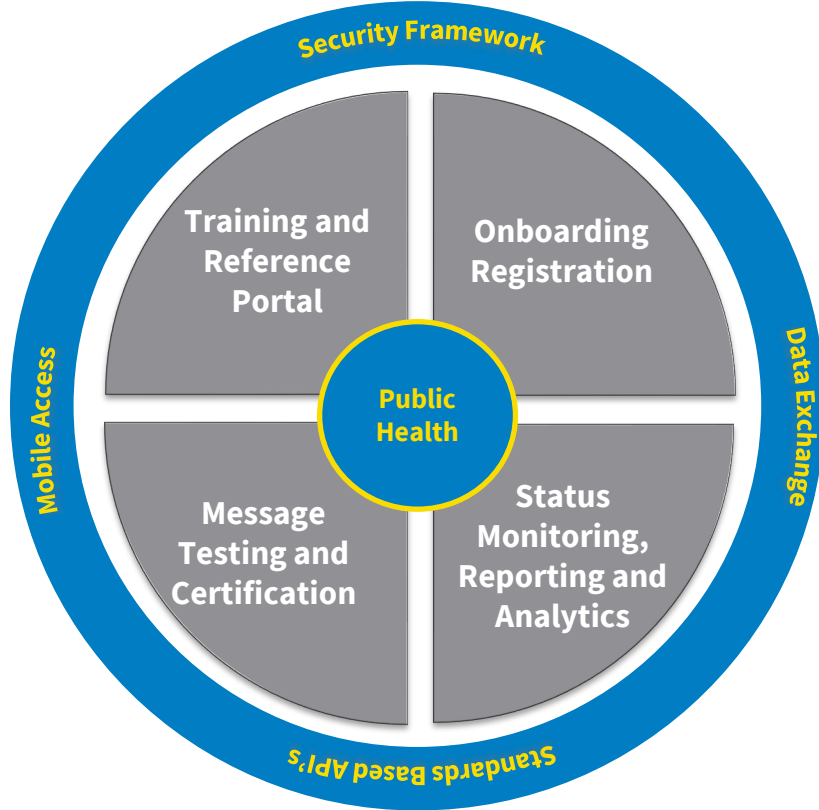 Security Framework
Training and
Reference
Portal
Onboarding
Registration
Mobile Access
Public
Health
Data Exchange
Message
Testing and
Certification
Status
Monitoring,
Reporting and
Analytics
Standards Based API's